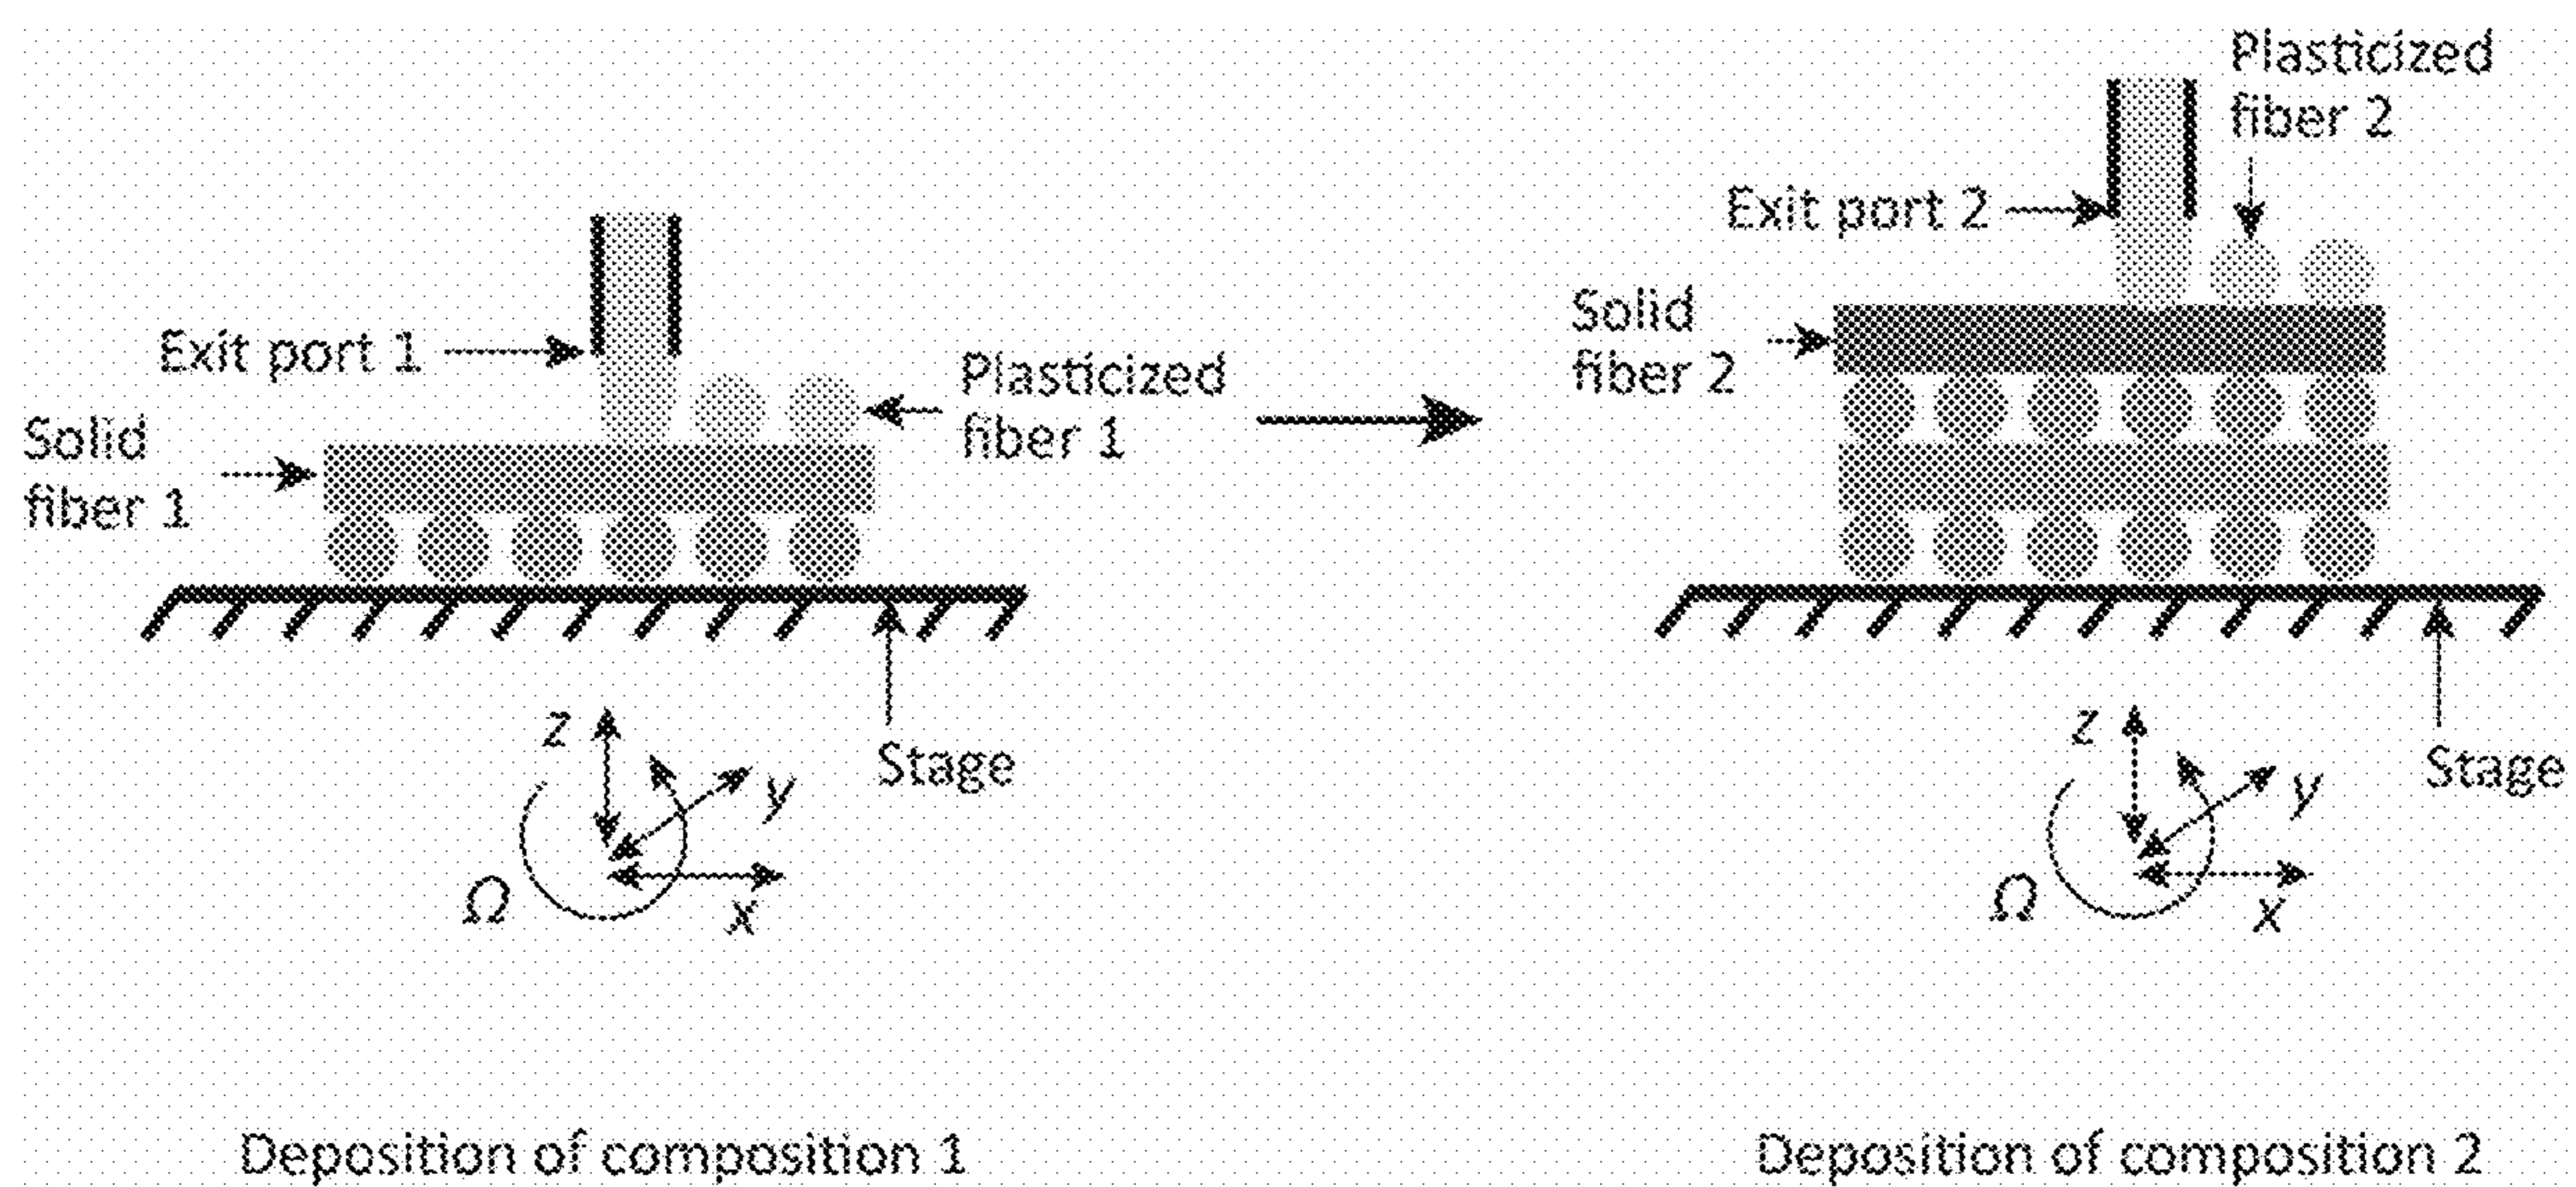 Exit port 1
Solid
fiber 1
Plasticized
fiber 1
Stage
z
y
x
Ω
Deposition of composition 1
Plasticized
fiber 2
Exit port 2
Solid
fiber 2
Stage
z
y
x
Ω
Deposition of composition 2